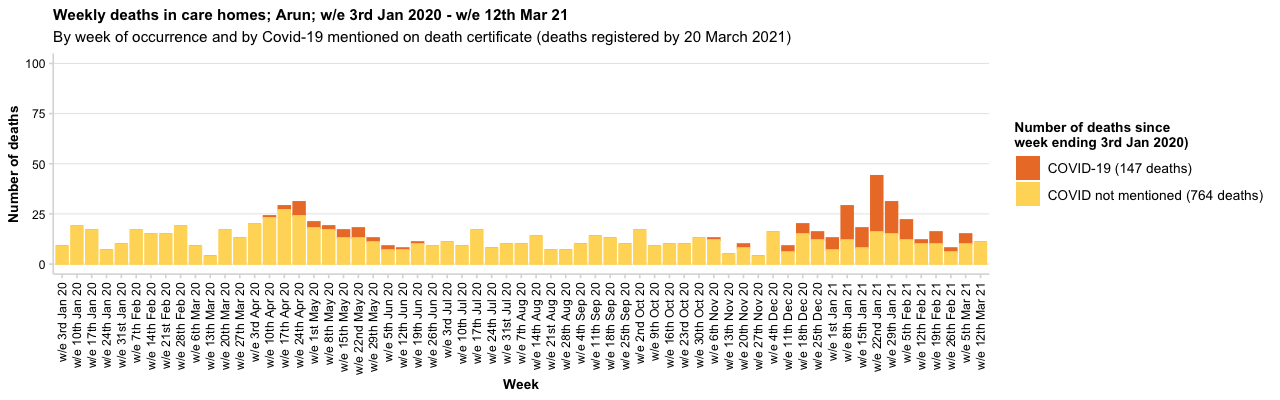 Weekly deaths in care homes; Arun; w/e 3rd Jan 2020 - w/e 12th Mar 21
By week of occurrence and by Covid-19 mentioned on death certificate (deaths registered by 20 March 2021)
Number of deaths
100
75
50
25
0
w/e 3rd Jan 20
w/e 10th Jan 20
w/e 17th Jan 20
w/e 24th Jan 20
w/e 31st Jan 20
w/e 7th Feb 20
w/e 14th Feb 20
w/e 21st Feb 20
w/e 28th Feb 20
w/e 6th Mar 20
w/e 13th Mar 20
w/e 20th Mar 20
w/e 27th Mar 20
w/e 3rd Apr 20
w/e 10th Apr 20
w/e 17th Apr 20
w/e 24th Apr 20
w/e 1st May 20
w/e 8th May 20
w/e 15th May 20
w/e 22nd May 20
w/e 29th May 20
w/e 5th Jun 20
w/e 12th Jun 20
w/e 19th Jun 20
w/e 26th Jun 20
w/e 3rd Jul 20
w/e 10th Jul 20
w/e 17th Jul 20
w/e 24th Jul 20
w/e 31st Jul 20
w/e 7th Aug 20
w/e 14th Aug 20
w/e 21st Aug 20
w/e 28th Aug 20
w/e 4th Sep 20
w/e 11th Sep 20
w/e 18th Sep 20
w/e 25th Sep 20
w/e 2nd Oct 20
w/e 9th Oct 20
w/e 16th Oct 20
w/e 23rd Oct 20
w/e 30th Oct 20
w/e 6th Nov 20
w/e 13th Nov 20
w/e 20th Nov 20
w/e 27th Nov 20
w/e 4th Dec 20
w/e 11th Dec 20
w/e 18th Dec 20
w/e 25th Dec 20
w/e 1st Jan 21
w/e 8th Jan 21
w/e 15th Jan 21
w/e 22nd Jan 21
w/e 29th Jan 21
w/e 5th Feb 21
w/e 12th Feb 21
w/e 19th Feb 21
w/e 26th Feb 21
w/e 5th Mar 21
w/e 12th Mar 21
Week
Number of deaths since
week ending 3rd Jan 2020)
COVID-19 (147 deaths)
COVID not mentioned (764 deaths)